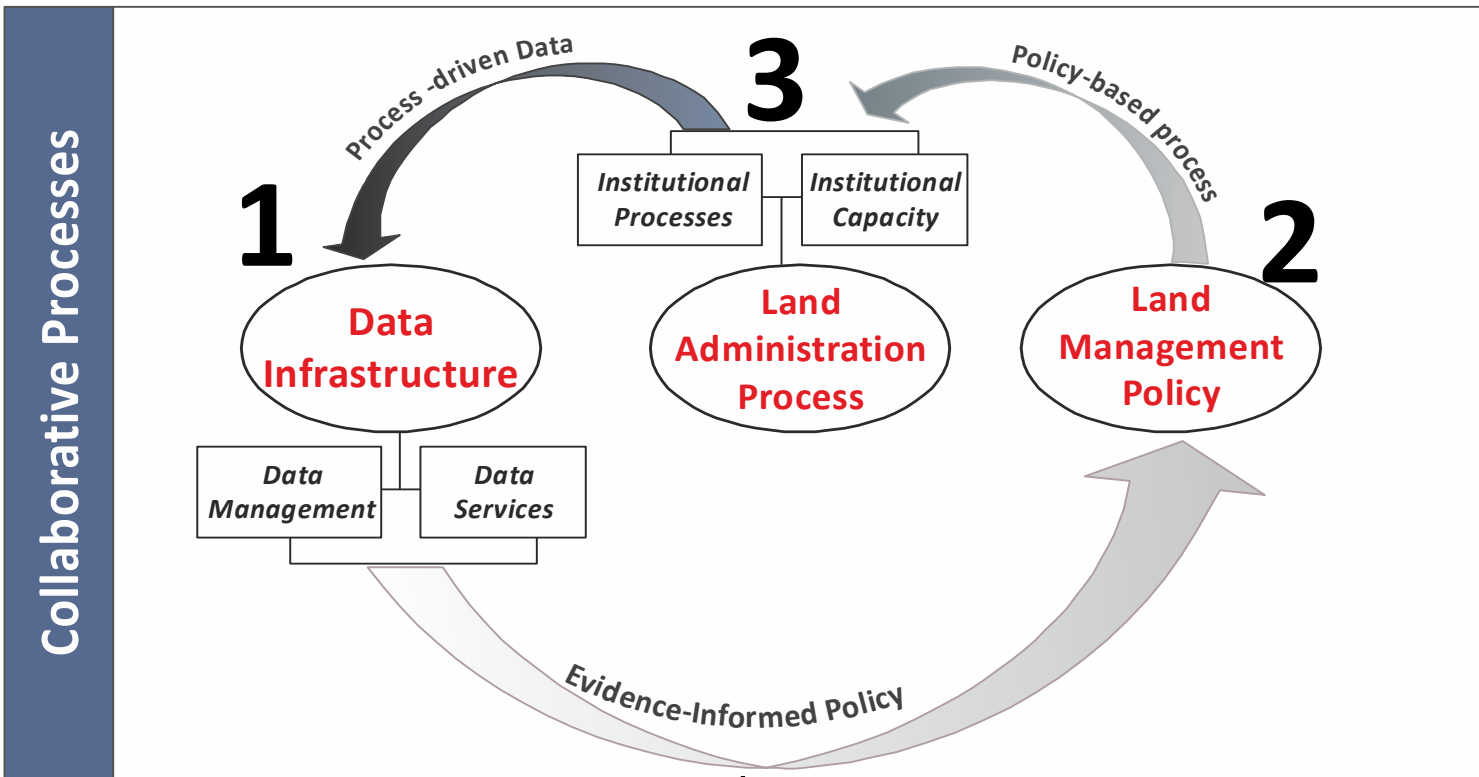 Collaborative Processes
Process -driven Data
3
Policy-based process
Institutional
Processes
Institutional
Capacity
1
2
Data
Infrastructure
Land
Administration
Process
Land
Management
Policy
Data
Management
Data
Services
Evidence-Informed Policy